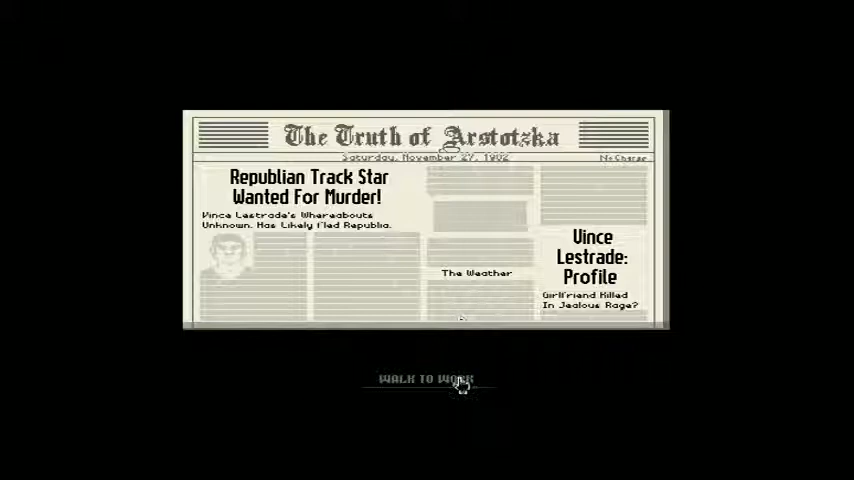 The Truth of Arstotzka
Saturday, November 27, 1982
No Charge
Republian Track Star
Wanted For Murder!
Vince Lestrade's Whereabouts
Unknown. Has Likely Fled Republia.
The Weather
Vince
Lestrade:
Profile
Girlfriend Killed
In Jealous Rage?
WALK TO WORK